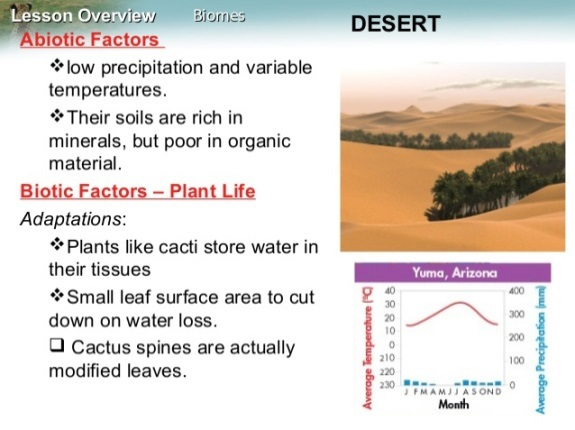 Lesson Overview Biomes
DESERT
Abiotic Factors
❖low precipitation and variable
temperatures.
❖Their soils are rich in
minerals, but poor in organic
material.
Biotic Factors – Plant Life
Adaptations:
❖Plants like cacti store water in
their tissues
❖Small leaf surface area to cut
down on water loss.
❑ Cactus spines are actually
modified leaves.
Yuma, Arizona
Average Temperature (°C)
40
30
20
10
0
210
220
230
400
300
200
100
0
Average Precipitation (mm)
J F M A M J J A S O N D
Month